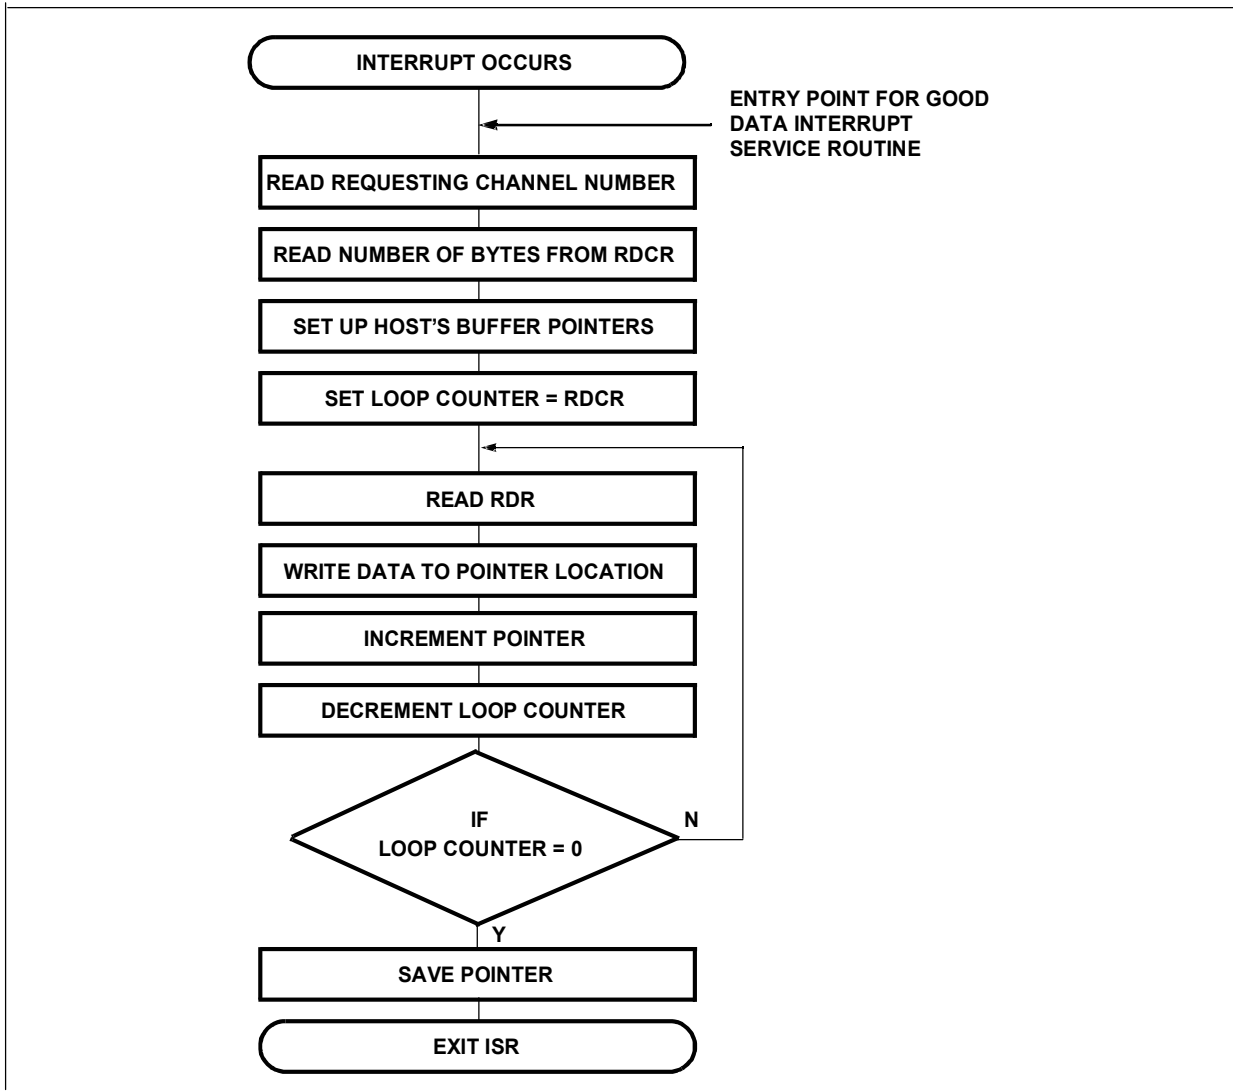 INTERRUPT OCCURS
ENTRY POINT FOR GOOD
DATA INTERRUPT
SERVICE ROUTINE
READ REQUESTING CHANNEL NUMBER
READ NUMBER OF BYTES FROM RDCR
SET UP HOST’S BUFFER POINTERS
SET LOOP COUNTER = RDCR
READ RDR
WRITE DATA TO POINTER LOCATION
INCREMENT POINTER
DECREMENT LOOP COUNTER
IF
LOOP COUNTER = 0
N
Y
SAVE POINTER
EXIT ISR